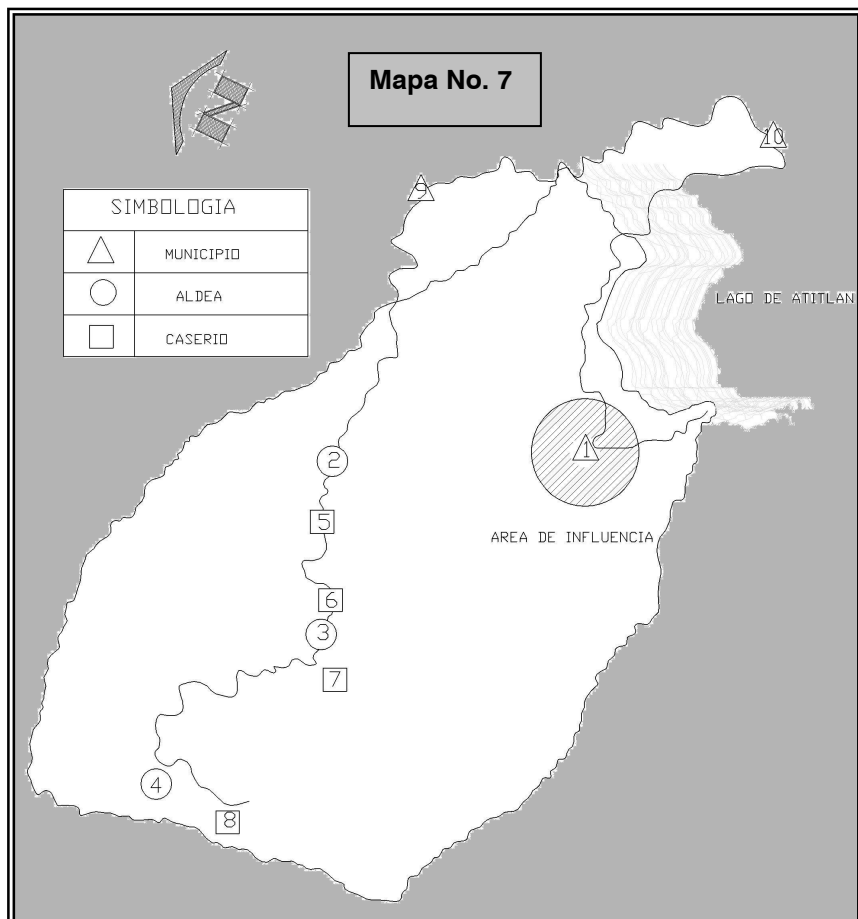 Mapa No. 7
10
9
SIMBOLOGIA
MUNICIPIO
ALDEA
CASERIO
LAGO DE ATITLAN
1
2
AREA DE INFLUENCIA
5
6
3
7
4
8